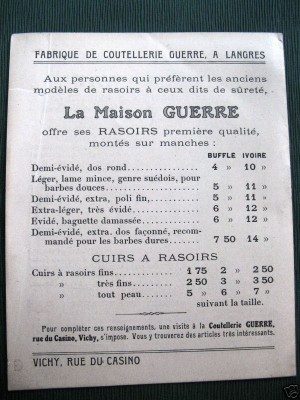 FABRIQUE DE COUTELLERIE GUERRE, A LANGRES
Aux personnes qui préfèrent les anciens
modèles de rasoirs à ceux dits de sûreté,
La Maison GUERRE
offre ses RASOIRS première qualité,
montés sur manches :
BUFFLE IVOIRE
Demi-évidé, dos rond 4 » 10 »
Léger, lame mince, genre suédois, pour
barbes douces 5 » 11 »
Demi-évidé, extra, poli fin, 5 » 11 »
Extra-léger, très évidé 6 » 12 »
Evidé, baguette damassée 6 » 12 »
Demi-évidé, extra. dos façonné, recom-
mandé pour les barbes dures 7 50 14 »
CUIRS A RASOIRS
Cuirs à rasoirs fins 1 75 2 » 2 50
» très fins 2 50 3 » 3 50
» tout peau 5 » 6 » 7 »
suivant la taille.
Pour compléter ces renseignements, une visite à la Coutellerie GUERRE,
rue du Casino, Vichy, s'impose. Vous y trouverez des articles très intéressants.
VICHY, RUE DU CASINO